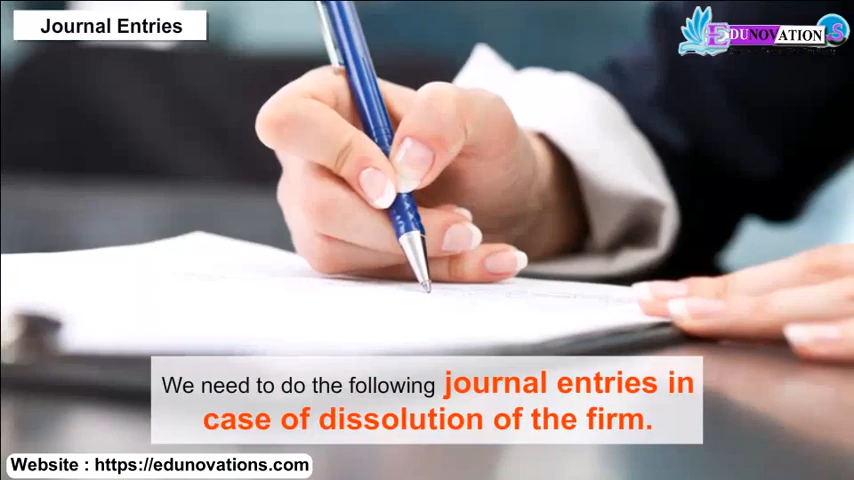 Journal Entries
EDUNOVATIONS
We need to do the following journal entries in
case of dissolution of the firm.
Website : https://edunovations.com